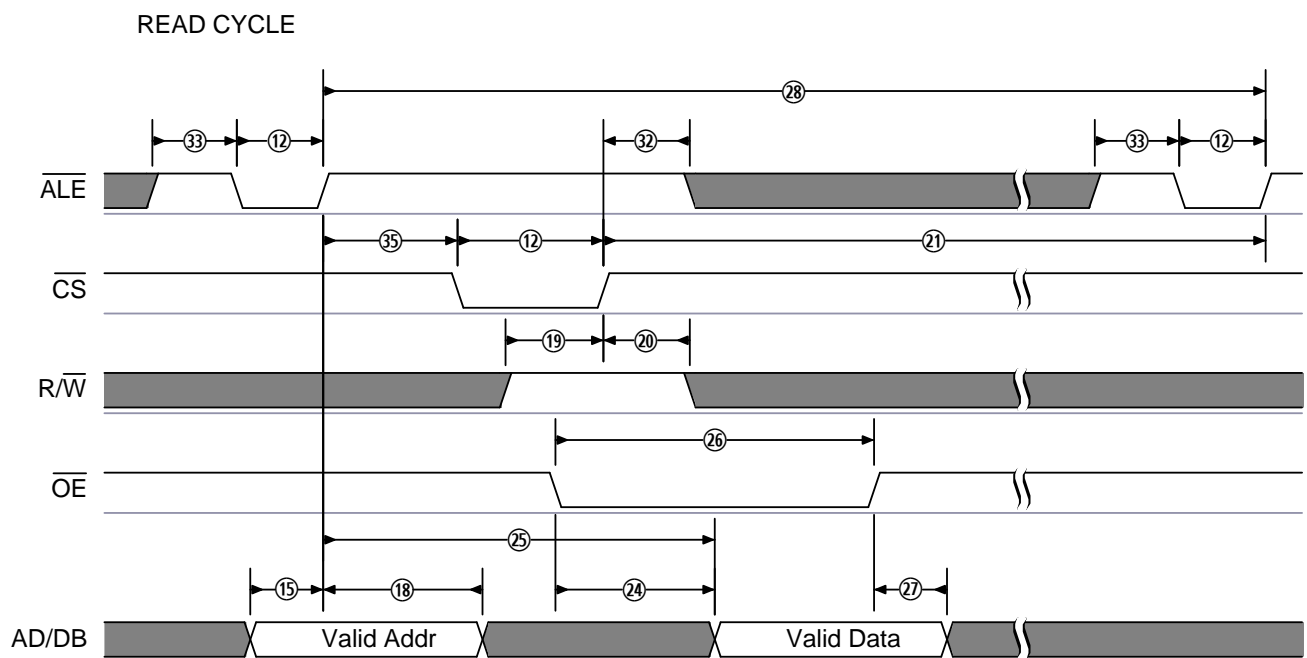 READ CYCLE
28
33 12 32 33 12
ALE
35 12 21
CS
19 20
R/W
26
OE
25
15 18 24 27
AD/DB Valid Addr Valid Data